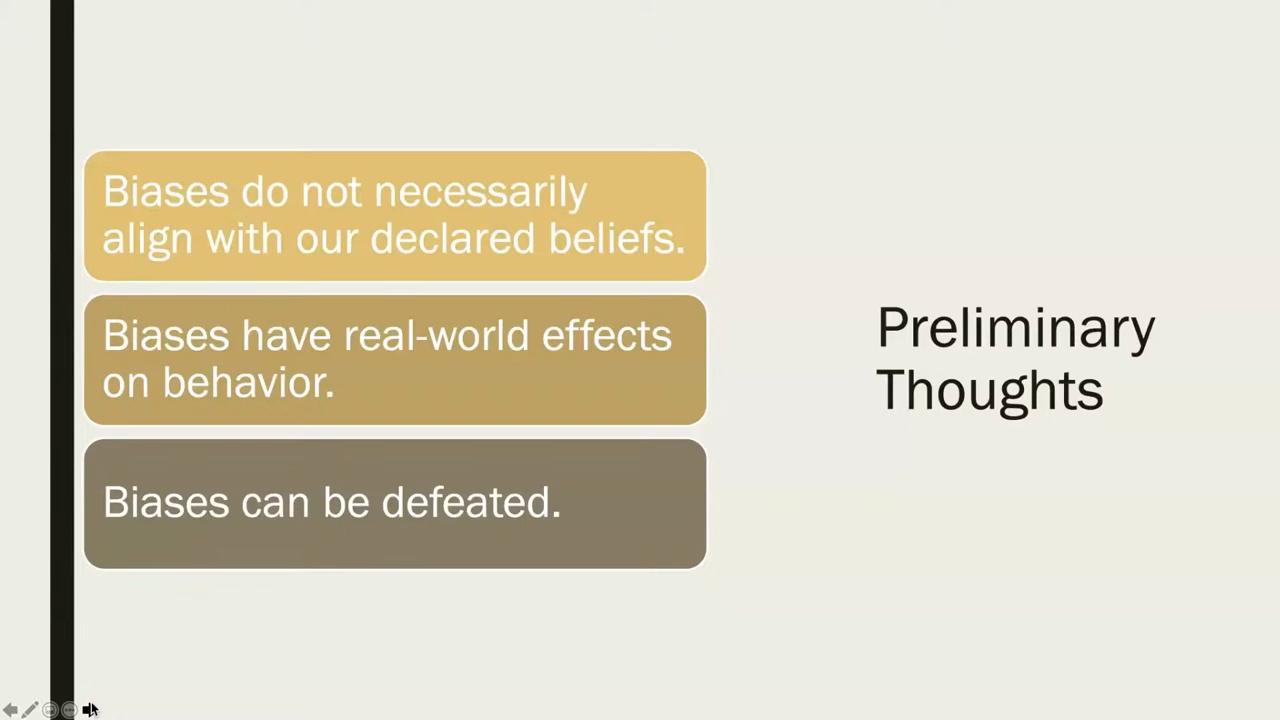 Biases do not necessarily
align with our declared beliefs.
Biases have real-world effects
on behavior.
Biases can be defeated.
Preliminary
Thoughts